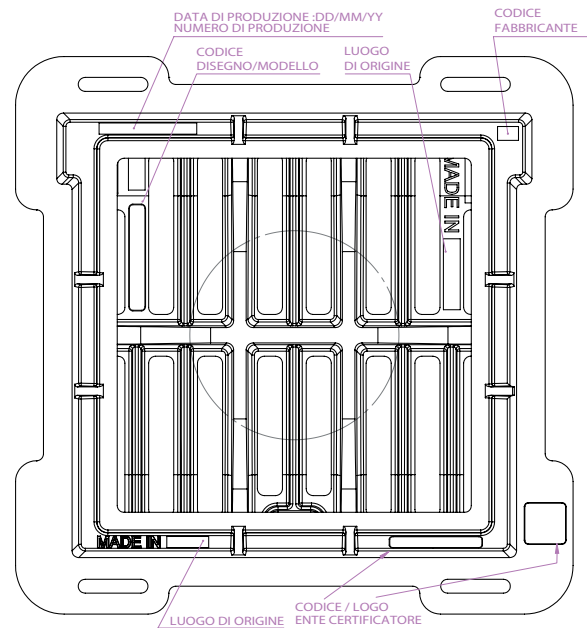 DATA DI PRODUZIONE :DD/MM/YY
NUMERO DI PRODUZIONE
CODICE
FABBRICANTE
CODICE
DISEGNO/MODELLO
LUOGO
DI ORIGINE
MADE IN
MADE IN
LUOGO DI ORIGINE
CODICE / LOGO
ENTE CERTIFICATORE